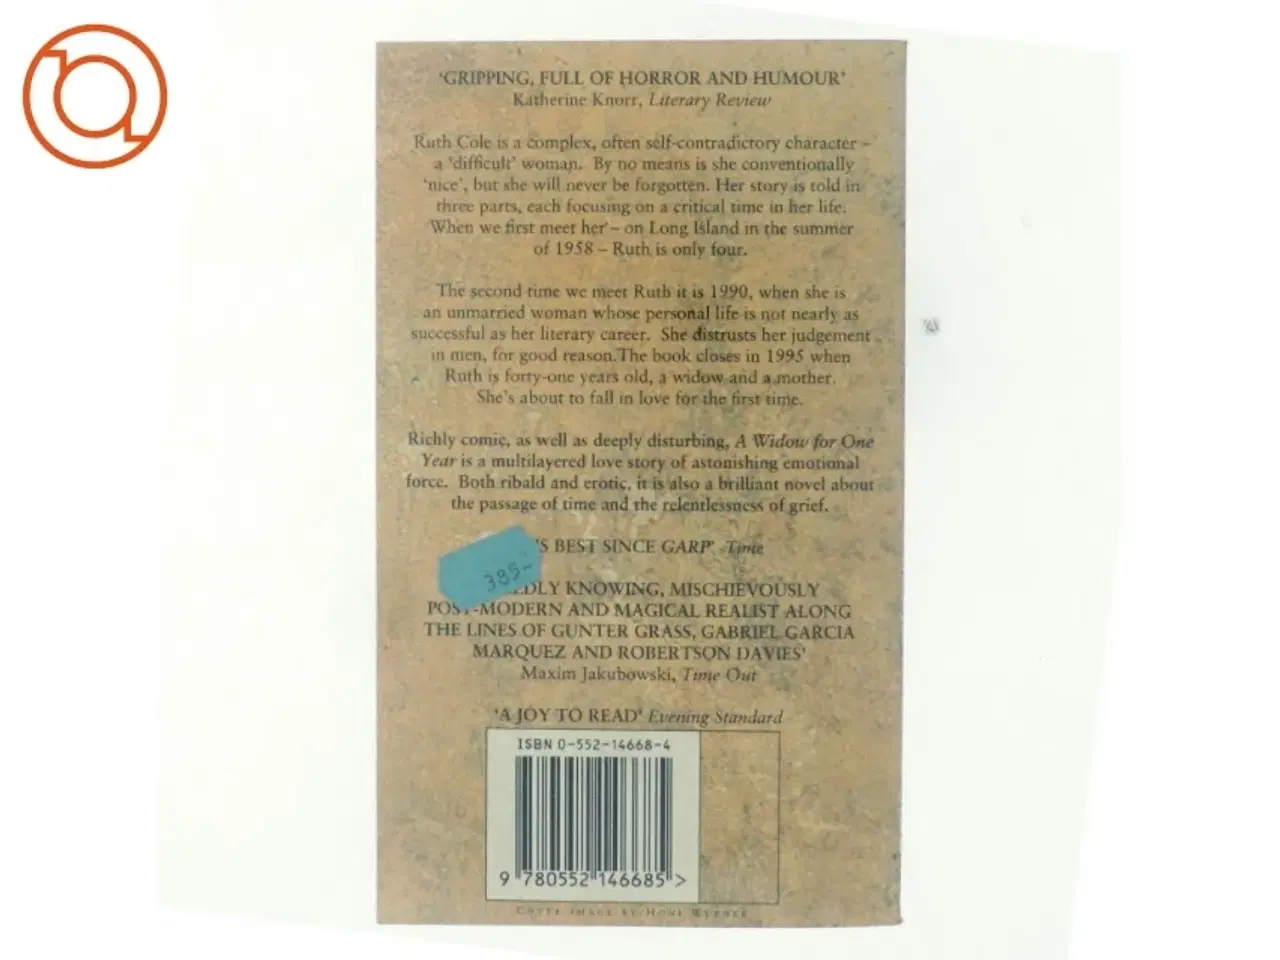 'GRIPPING, FULL OF HORROR AND HUMOUR'
Katherine Knorr, Literary Review
Ruth Cole is a complex, often self-contradictory character –
a 'difficult' woman. By no means is she conventionally
'nice', but she will never be forgotten. Her story is told in
three parts, each focusing on a critical time in her life.
When we first meet her – on Long Island in the summer
of 1958 – Ruth is only four.
The second time we meet Ruth it is 1990, when she is
an unmarried woman whose personal life is not nearly as
successful as her literary career. She distrusts her judgement
in men, for good reason.The book closes in 1995 when
Ruth is forty-one years old, a widow and a mother.
She's about to fall in love for the first time.
Richly comic, as well as deeply disturbing, A Widow for One
Year is a multilayered love story of astonishing emotional
force. Both ribald and erotic, it is also a brilliant novel about
the passage of time and the relentlessness of grief.
'S BEST SINCE GARP' Time
385-
EDLY KNOWING, MISCHIEVOUSLY
POST-MODERN AND MAGICAL REALIST ALONG
THE LINES OF GUNTER GRASS, GABRIEL GARCIA
MARQUEZ AND ROBERTSON DAVIES'
Maxim Jakubowski, Time Out
'A JOY TO READ' Evening Standard
ISBN 0-552-14668-4
9 780552 146685 >
COVER IMAGE BY HONI WERNER